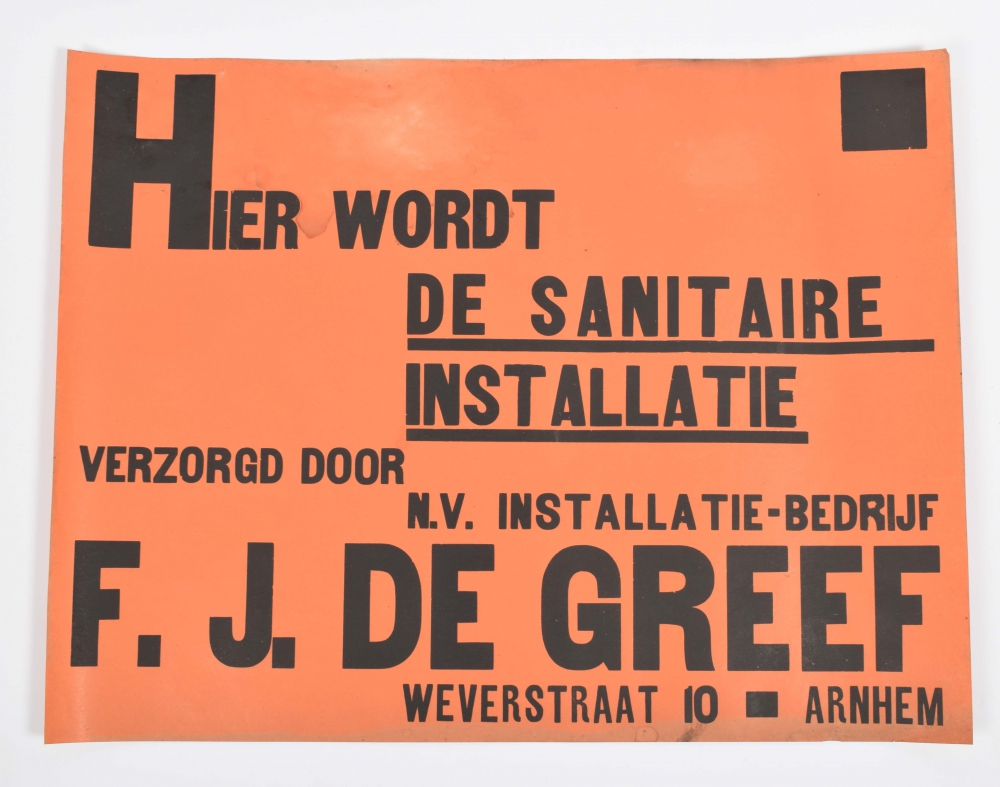 HIER WORDT
DE SANITAIRE
INSTALLATIE
VERZORGD DOOR
N.V. INSTALLATIE-BEDRIJF
F. J. DE GREEF
WEVERSTRAAT 10 ■ ARNHEM